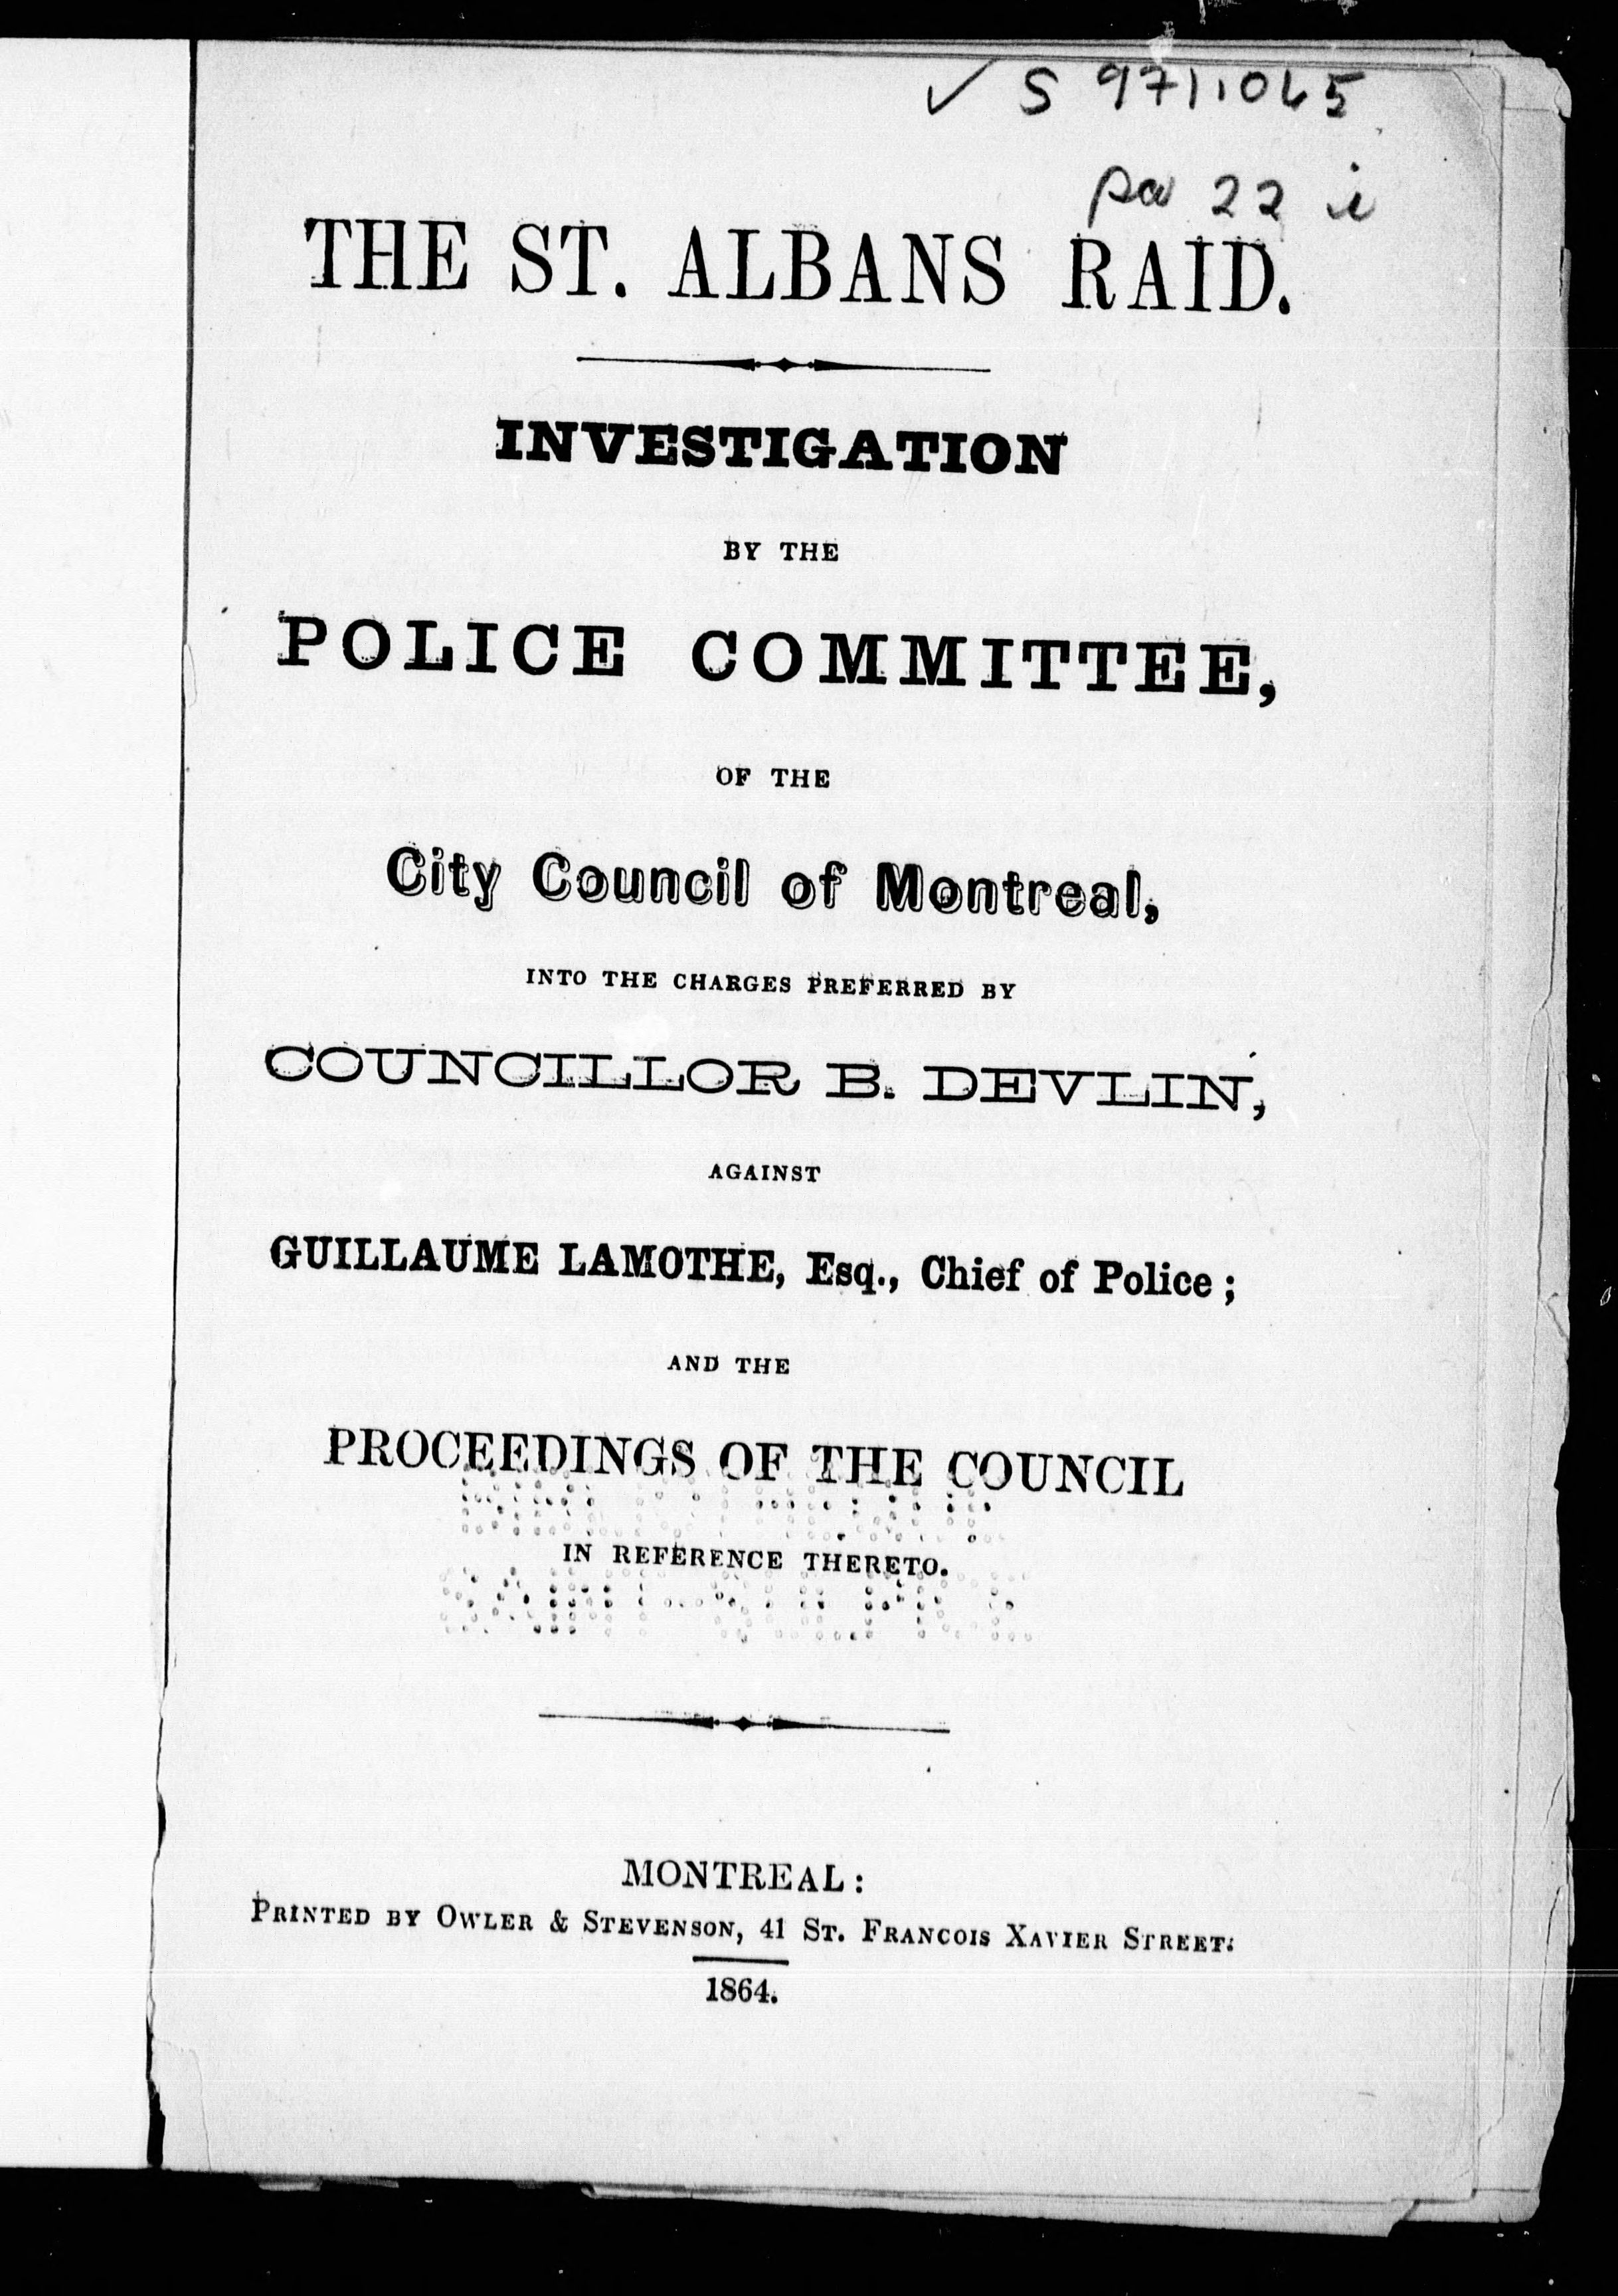 ✓ S 971.065
pa 22 i
THE ST. ALBANS RAID.
INVESTIGATION
BY THE
POLICE COMMITTEE,
OF THE
City Council of Montreal,
INTO THE CHARGES PREFERRED BY
COUNCILLOR B. DEVLIN,
AGAINST
GUILLAUME LAMOTHE, Esq., Chief of Police;
AND THE
PROCEEDINGS OF THE COUNCIL
IN REFERENCE THERETO.
MONTREAL:
PRINTED BY OWLER & STEVENSON, 41 ST. FRANCOIS XAVIER STREET.
1864.